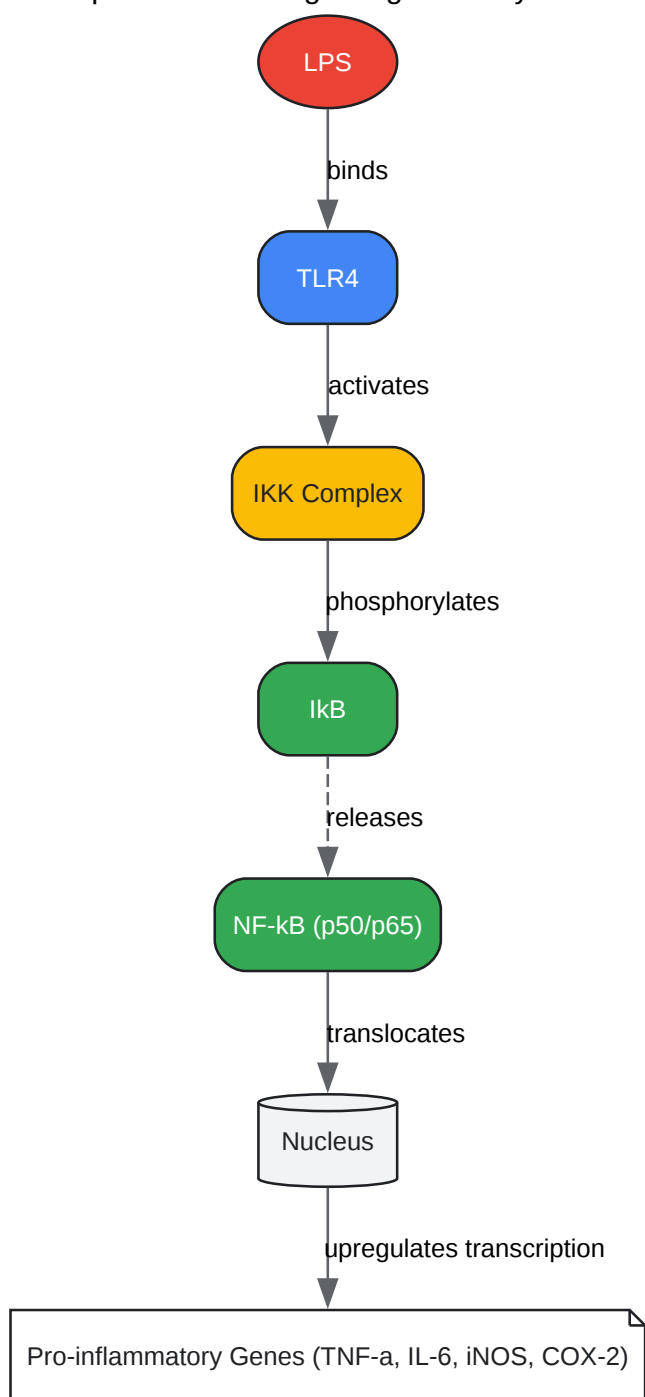 LPS
binds
TLR4
activates
IKK Complex
phosphorylates
IkB
releases
NF-kB (p50/p65)
translocates
Nucleus
upregulates transcription
Pro-inflammatory Genes (TNF-a, IL-6, iNOS, COX-2)